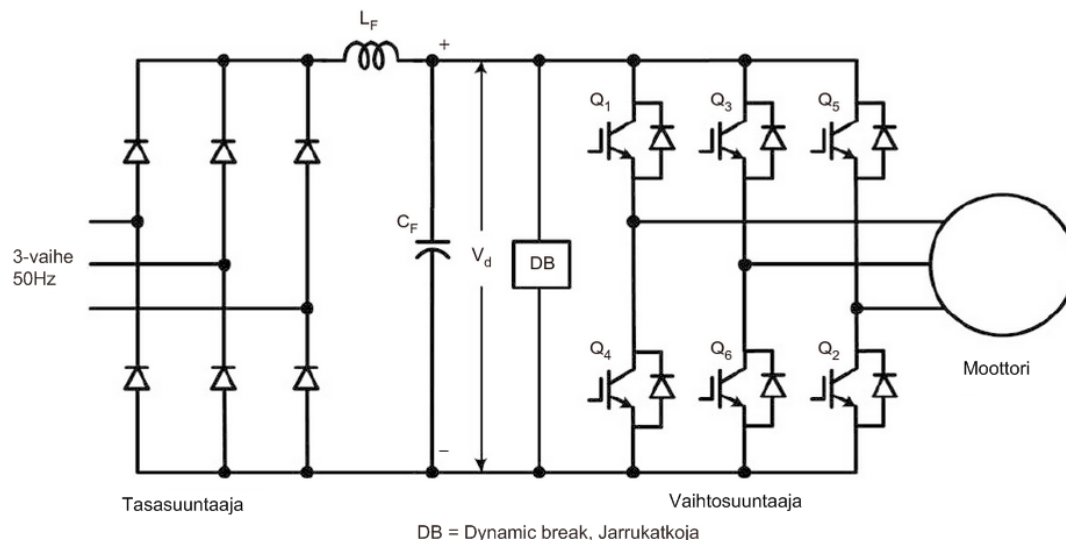 L_F
+
Q_1
Q_3
Q_5
3-vaihe
50Hz
C_F
V_d
DB
Q_4
Q_6
Q_2
Moottori
–
Tasasuuntaaja
Vaihtosuuntaaja
DB = Dynamic break, Jarrukatkoja